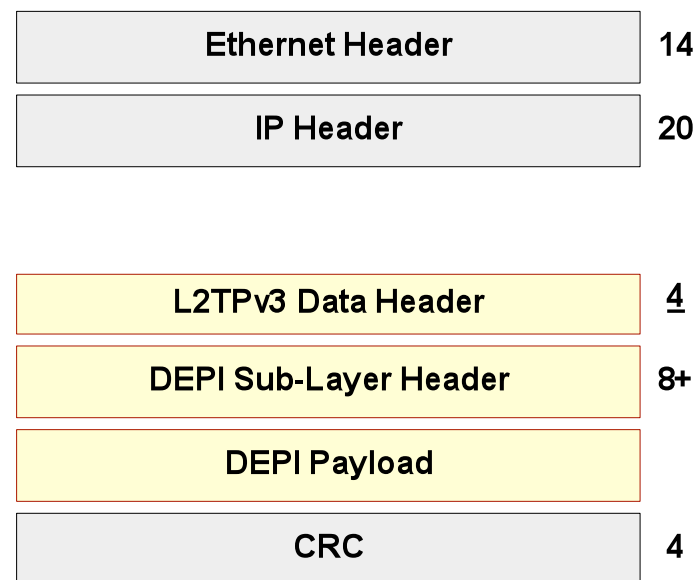 Ethernet Header 14
IP Header 20
L2TPv3 Data Header 4
DEPI Sub-Layer Header 8+
DEPI Payload
CRC 4